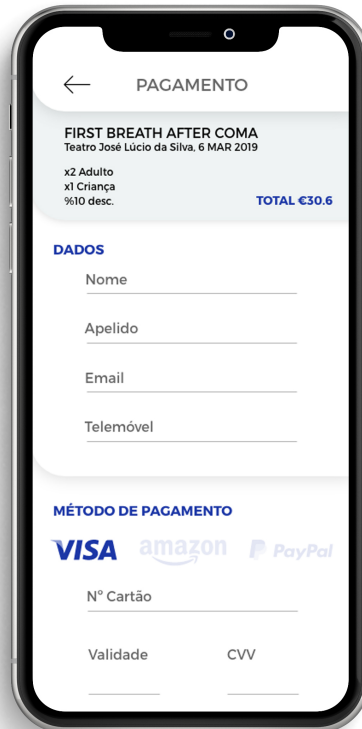 PAGAMENTO
FIRST BREATH AFTER COMA
Teatro José Lúcio da Silva, 6 MAR 2019
x2 Adulto
x1 Criança
%10 desc.
TOTAL €30.6
DADOS
Nome
Apelido
Email
Telemóvel
MÉTODO DE PAGAMENTO
VISA amazon PayPal
Nº Cartão
Validade CVV